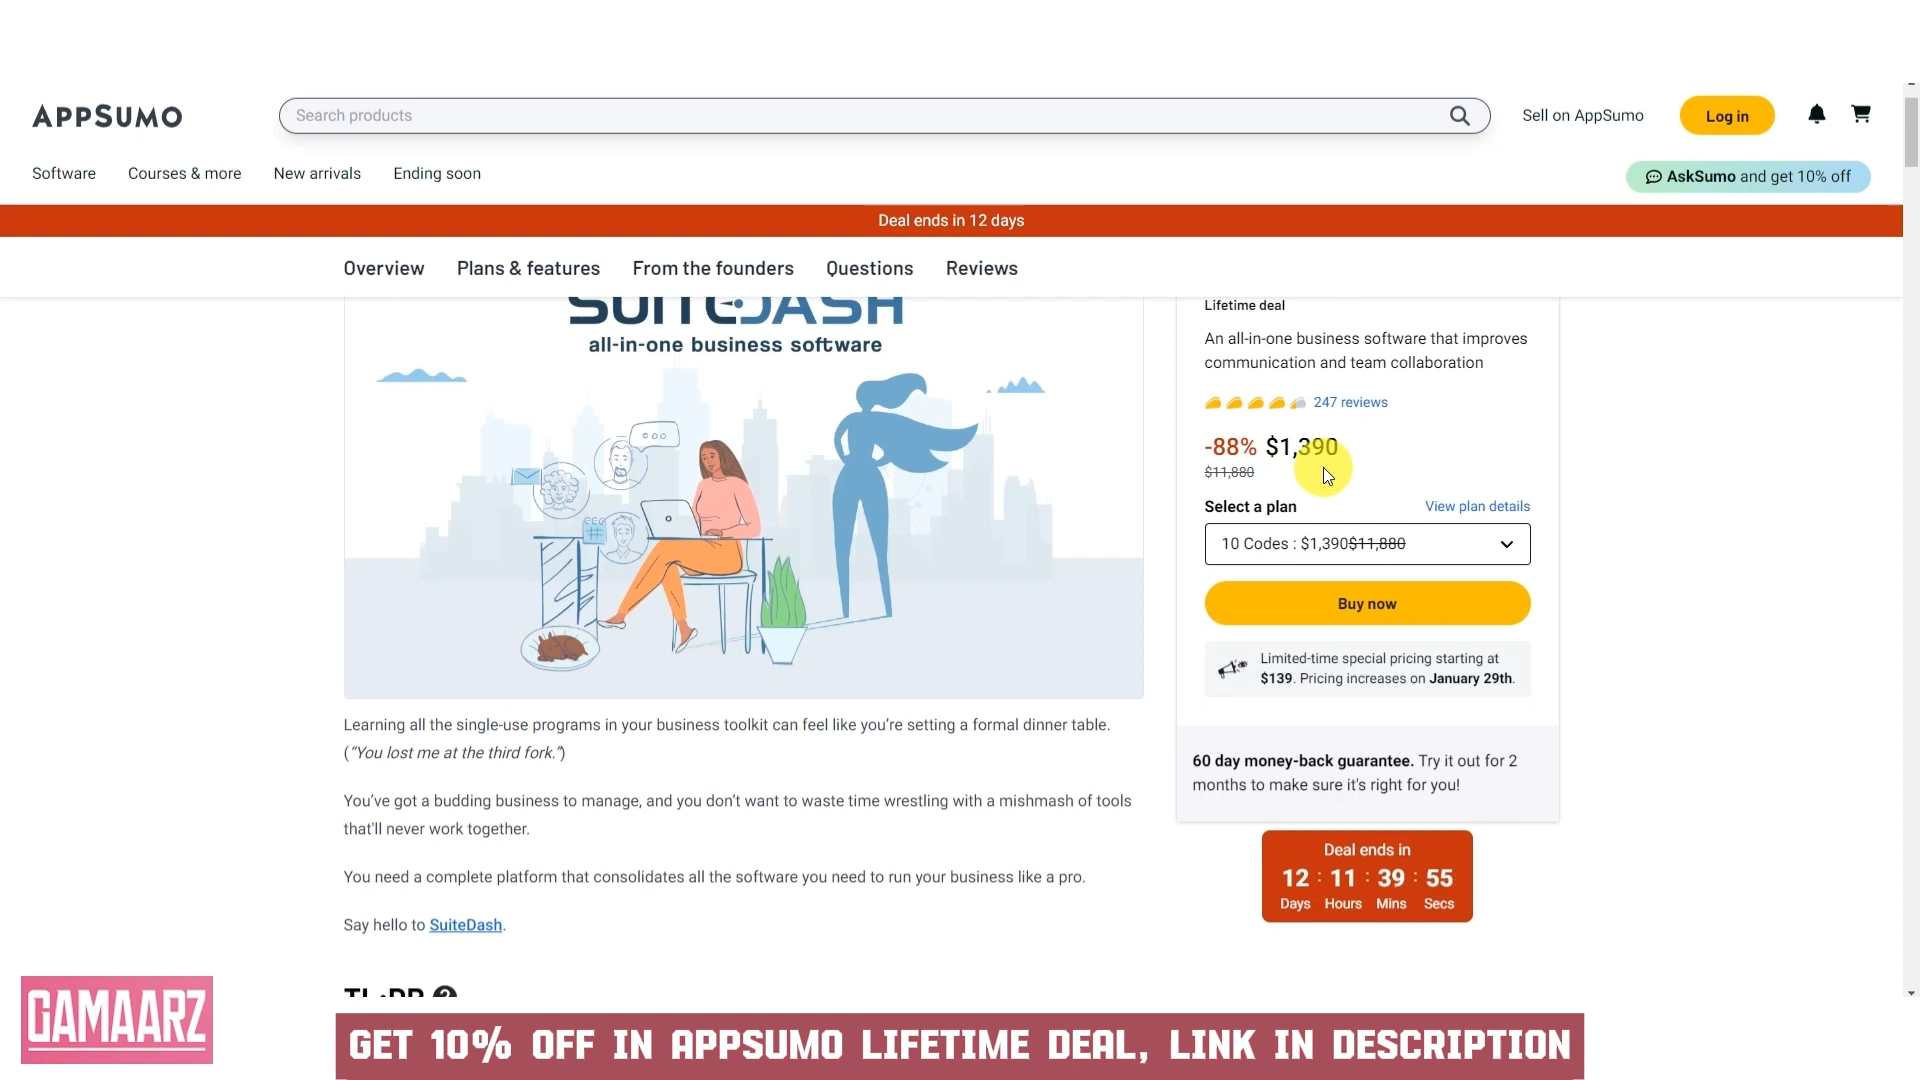 APPSUMO
Search products
Sell on AppSumo
Log in
Software
Courses & more
New arrivals
Ending soon
AskSumo and get 10% off
Deal ends in 12 days
Overview
Plans & features
From the founders
Questions
Reviews
SUITEDASH
all-in-one business software
Lifetime deal
An all-in-one business software that improves
communication and team collaboration
247 reviews
-88% $1,390
$11,880
Select a plan
View plan details
10 Codes : $1,390$11,880
Buy now
Limited-time special pricing starting at
$139. Pricing increases on January 29th.
60 day money-back guarantee. Try it out for 2
months to make sure it's right for you!
Deal ends in
12 : 11 : 39 : 55
Days Hours Mins Secs
Learning all the single-use programs in your business toolkit can feel like you’re setting a formal dinner table.
(“You lost me at the third fork.”)
You’ve got a budding business to manage, and you don’t want to waste time wrestling with a mishmash of tools
that'll never work together.
You need a complete platform that consolidates all the software you need to run your business like a pro.
Say hello to SuiteDash.
TL;DR
GAMAARZ
GET 10% OFF IN APPSUMO LIFETIME DEAL, LINK IN DESCRIPTION